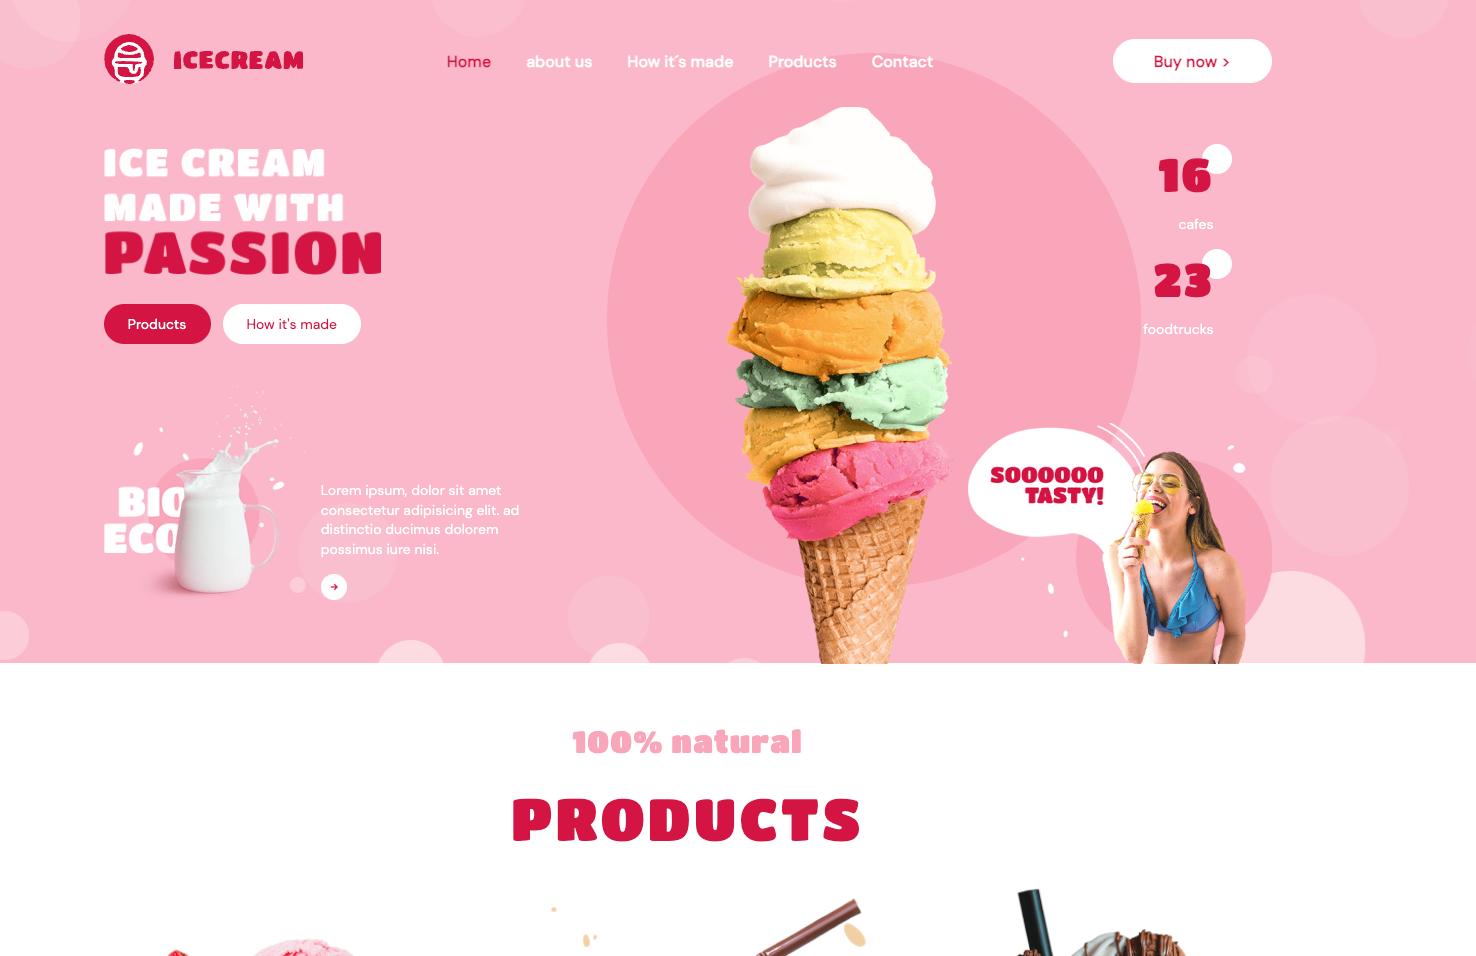 ICECREAM
Home about us How it´s made Products Contact
Buy now >
ICE CREAM
MADE WITH
PASSION
Products How it's made
16
cafes
23
foodtrucks
BIO
ECO
Lorem ipsum, dolor sit amet
consectetur adipisicing elit. ad
distinctio ducimus dolorem
possimus iure nisi.
SOOOOOO
TASTY!
100% natural
PRODUCTS